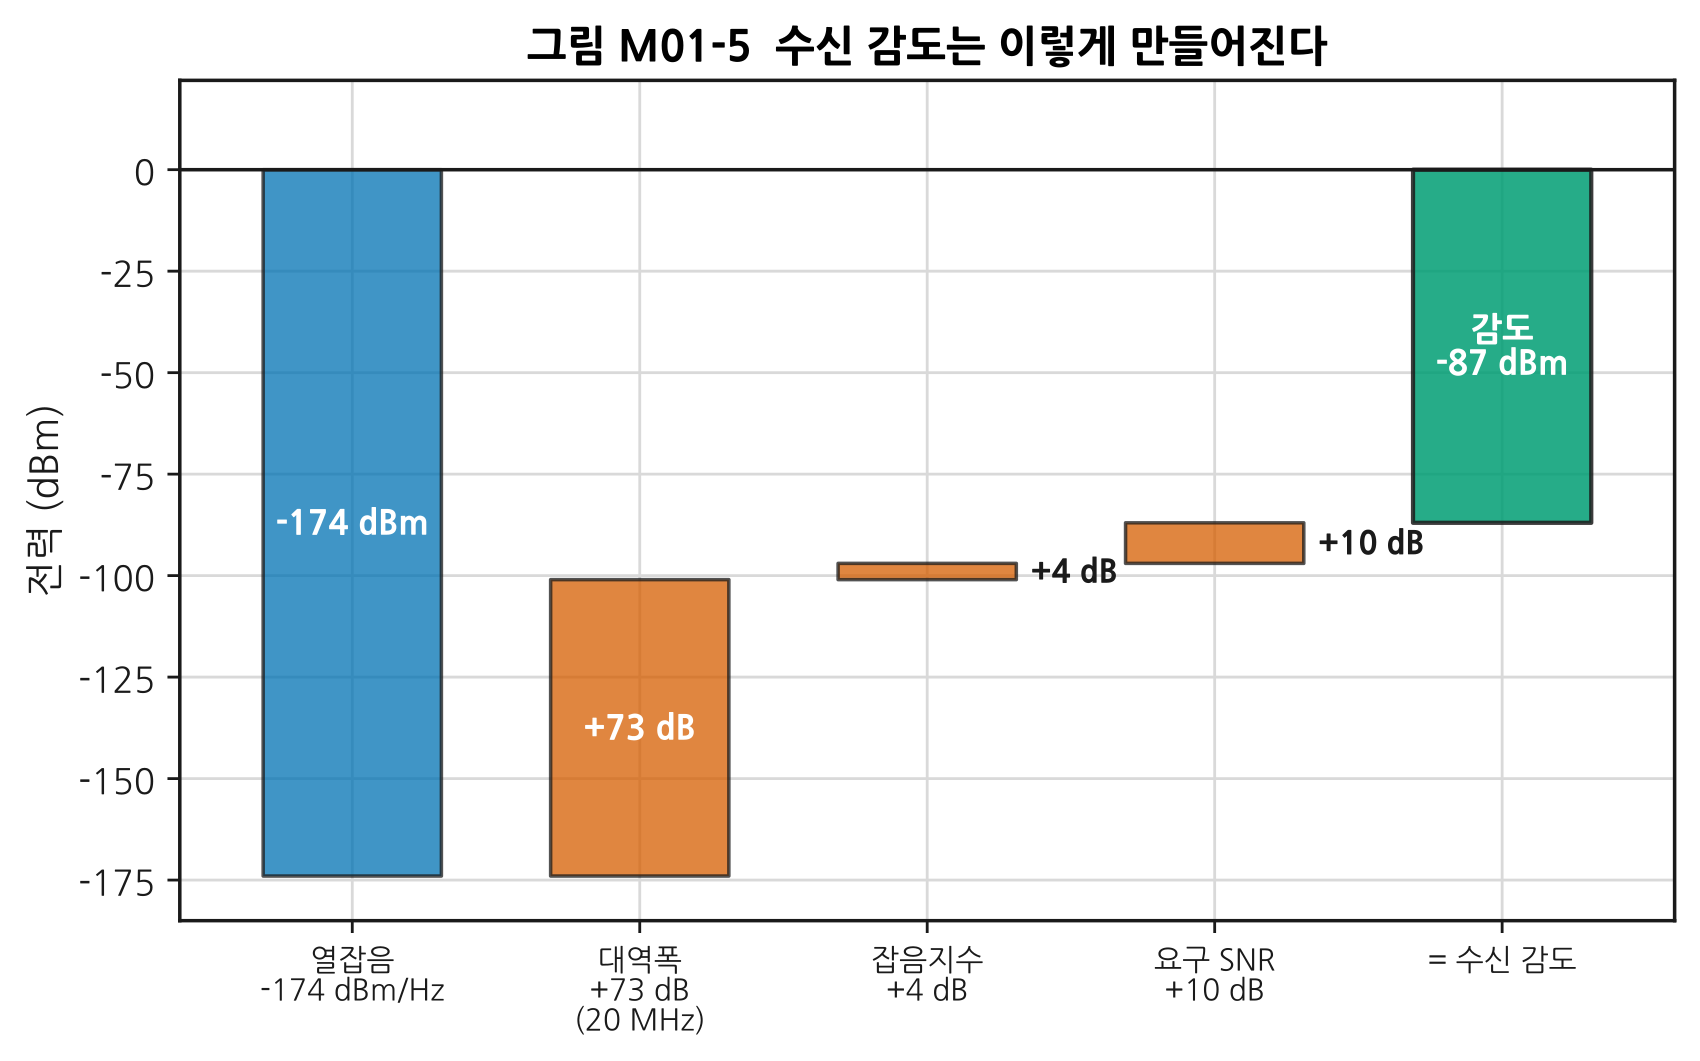 그림 M01-5 수신 감도는 이렇게 만들어진다
전력 (dBm)
0
-25
-50
-75
-100
-125
-150
-175
-174 dBm
+73 dB
+4 dB
+10 dB
감도
-87 dBm
열잡음
-174 dBm/Hz
대역폭
+73 dB
(20 MHz)
잡음지수
+4 dB
요구 SNR
+10 dB
= 수신 감도